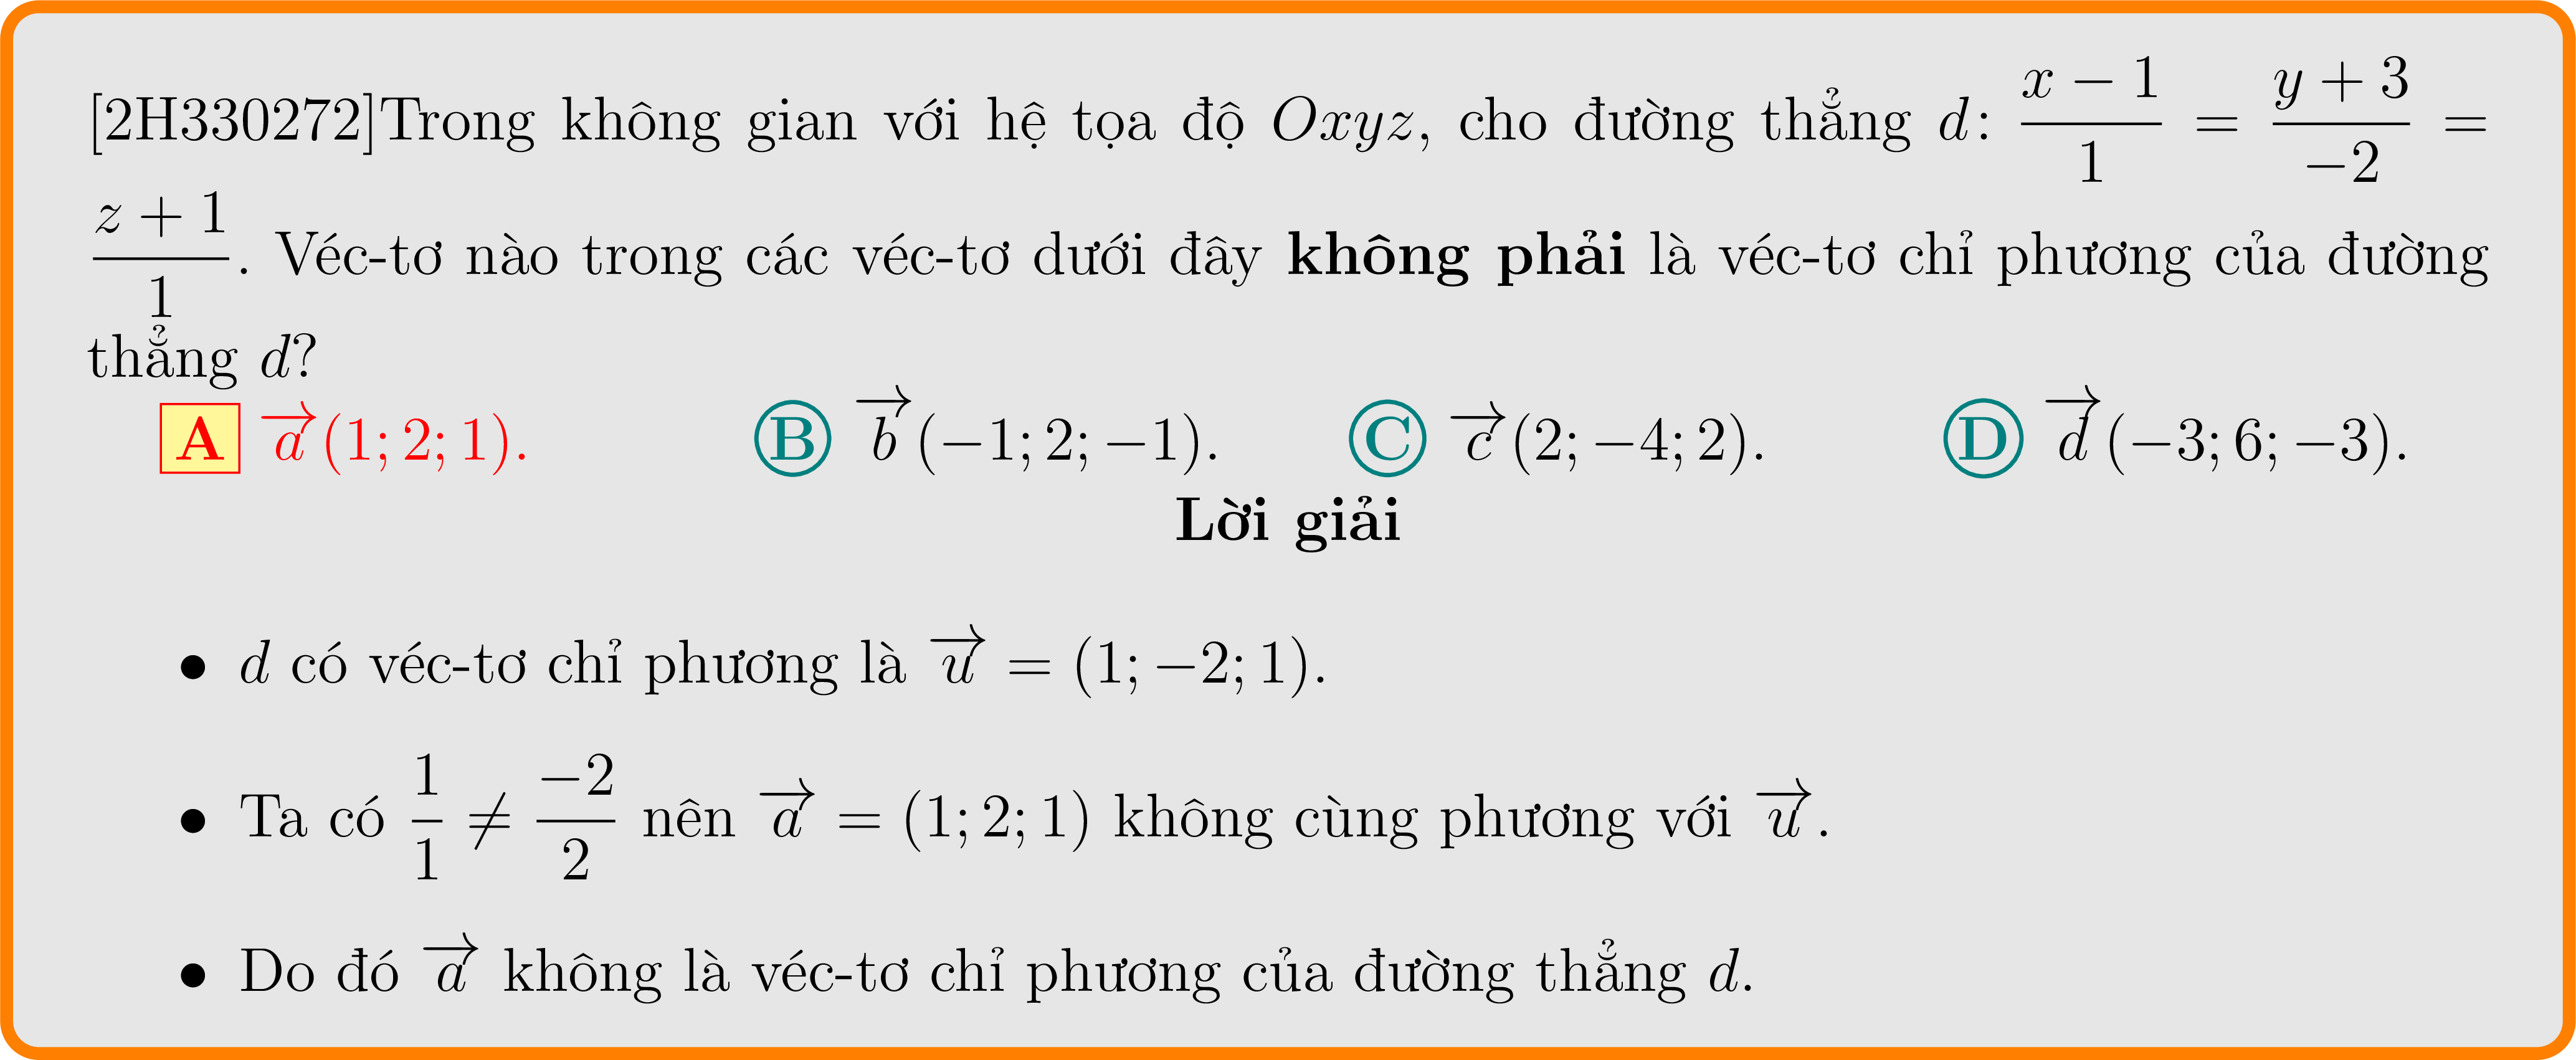 [2H330272]Trong không gian với hệ tọa độ $Oxyz$, cho đường thẳng $d\colon \dfrac{x-1}{1} = \dfrac{y+3}{-2} =$
$\dfrac{z+1}{1}$. Véc-tơ nào trong các véc-tơ dưới đây không phải là véc-tơ chỉ phương của đường
thẳng $d$?
A $\overrightarrow{a}(1;2;1)$. B $\overrightarrow{b}(-1;2;-1)$. C $\overrightarrow{c}(2;-4;2)$. D $\overrightarrow{d}(-3;6;-3)$.
Lời giải
• $d$ có véc-tơ chỉ phương là $\overrightarrow{u} = (1;-2;1)$.
• Ta có $\dfrac{1}{1} \neq \dfrac{-2}{2}$ nên $\overrightarrow{a} = (1;2;1)$ không cùng phương với $\overrightarrow{u}$.
• Do đó $\overrightarrow{a}$ không là véc-tơ chỉ phương của đường thẳng $d$.